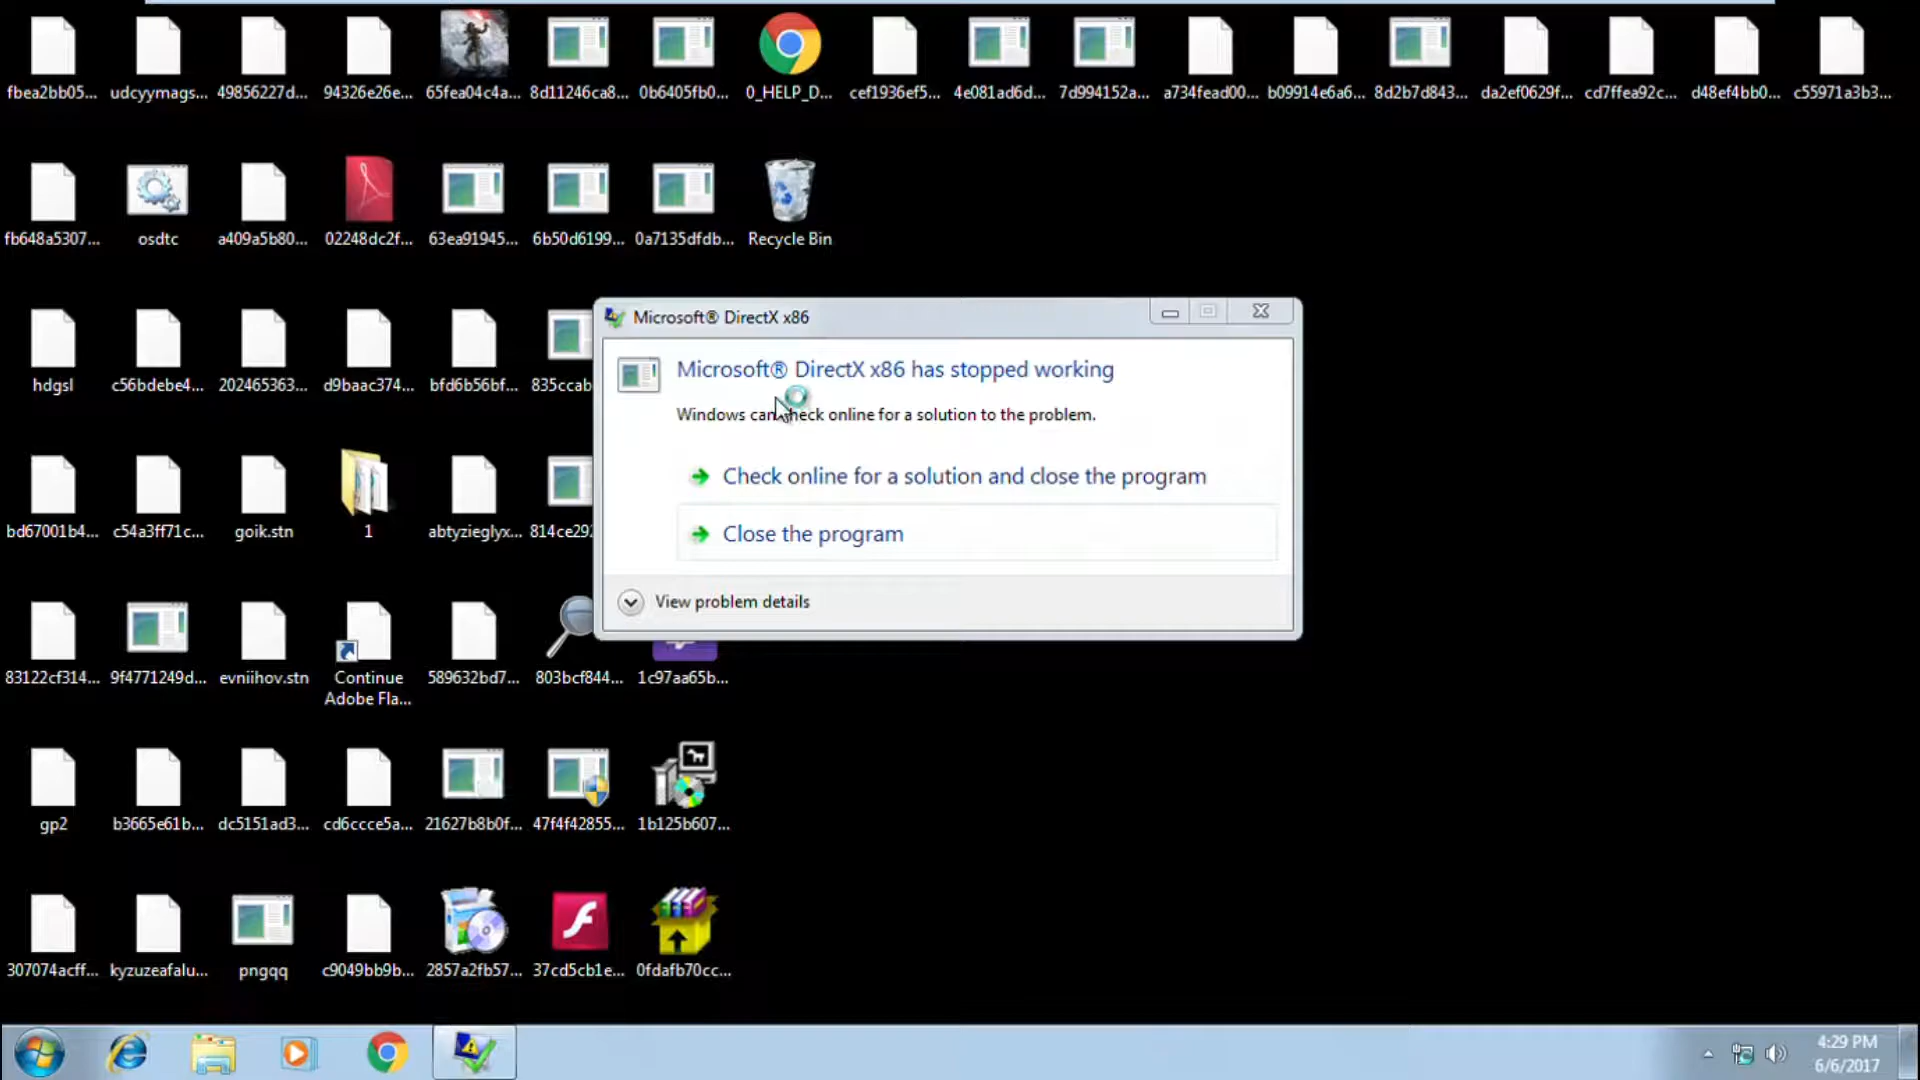 fbea2bb05...
udcyymags...
49856227d...
94326e26e...
65fea04c4a...
8d11246ca8...
0b6405fb0...
0_HELP_D...
cef1936ef5...
4e081ad6d...
7d994152a...
a734fead00...
b09914e6a6...
8d2b7d843...
da2ef0629f...
cd7ffea92c...
d48ef4bb0...
c55971a3b3...
fb648a5307...
osdtc
a409a5b80...
02248dc2f...
63ea91945...
6b50d6199...
0a7135dfdb...
Recycle Bin
hdgsl
c56bdebe4...
202465363...
d9baac374...
bfd6b56bf...
835ccab
Microsoft® DirectX x86
Microsoft® DirectX x86 has stopped working
Windows can check online for a solution to the problem.
Check online for a solution and close the program
Close the program
View problem details
bd67001b4...
c54a3ff71c...
goik.stn
1
abtyzieglyx...
814ce292
83122cf314...
9f4771249d...
evniihov.stn
Continue
Adobe Fla...
589632bd7...
803bcf844...
1c97aa65b...
gp2
b3665e61b...
dc5151ad3...
cd6ccce5a...
21627b8b0f...
47f4f42855...
1b125b607...
307074acff...
kyzuzeafalu...
pngqq
c9049bb9b...
2857a2fb57...
37cd5cb1e...
0fdafb70cc...
4:29 PM
6/6/2017